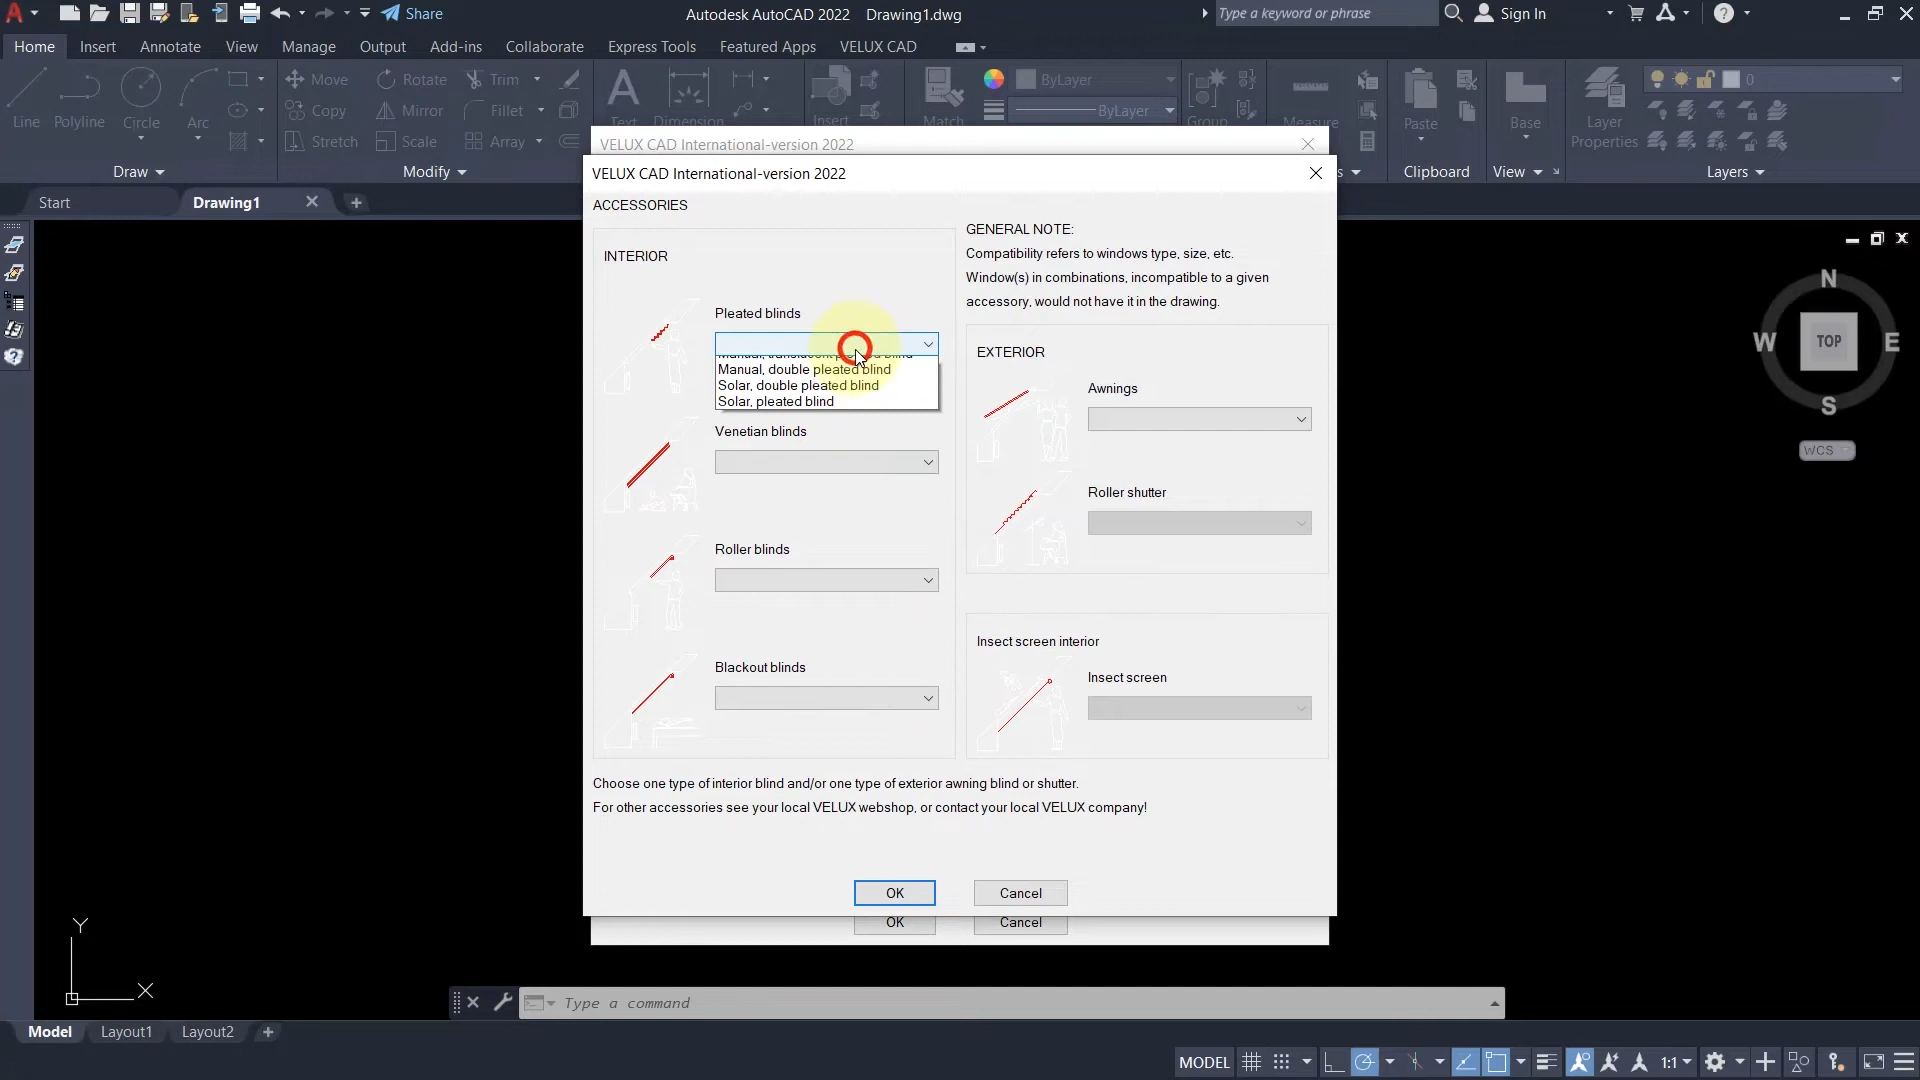 Share
Autodesk AutoCAD 2022 Drawing1.dwg
Type a keyword or phrase
Sign In
Home Insert Annotate View Manage Output Add-ins Collaborate Express Tools Featured Apps VELUX CAD
Line Polyline Circle Arc
Move Rotate Trim
Copy Mirror Fillet
Stretch Scale Array
Text Dimension
Insert
Match
ByLayer
ByLayer
Group
Measure
Paste
Base
Layer
Properties
0
Draw Modify
Clipboard View Layers
Start Drawing1
VELUX CAD International-version 2022
VELUX CAD International-version 2022
ACCESSORIES
INTERIOR
Pleated blinds
Manual, double pleated blind
Solar, double pleated blind
Solar, pleated blind
Venetian blinds
Roller blinds
Blackout blinds
GENERAL NOTE:
Compatibility refers to windows type, size, etc.
Window(s) in combinations, incompatible to a given
accessory, would not have it in the drawing.
EXTERIOR
Awnings
Roller shutter
Insect screen interior
Insect screen
Choose one type of interior blind and/or one type of exterior awning blind or shutter.
For other accessories see your local VELUX webshop, or contact your local VELUX company!
OK Cancel
OK Cancel
N
W TOP E
S
WCS
Y
X
Type a command
Model Layout1 Layout2
MODEL 1:1